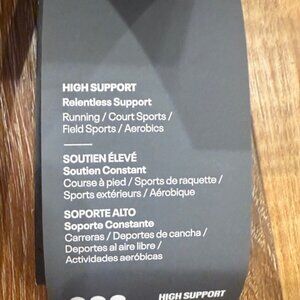 HIGH SUPPORT
Relentless Support
Running / Court Sports /
Field Sports / Aerobics
SOUTIEN ÉLEVÉ
Soutien Constant
Course à pied / Sports de raquette /
Sports extérieurs / Aérobique
SOPORTE ALTO
Soporte Constante
Carreras / Deportes de cancha /
Deportes al aire libre /
Actividades aeróbicas
HIGH SUPPORT